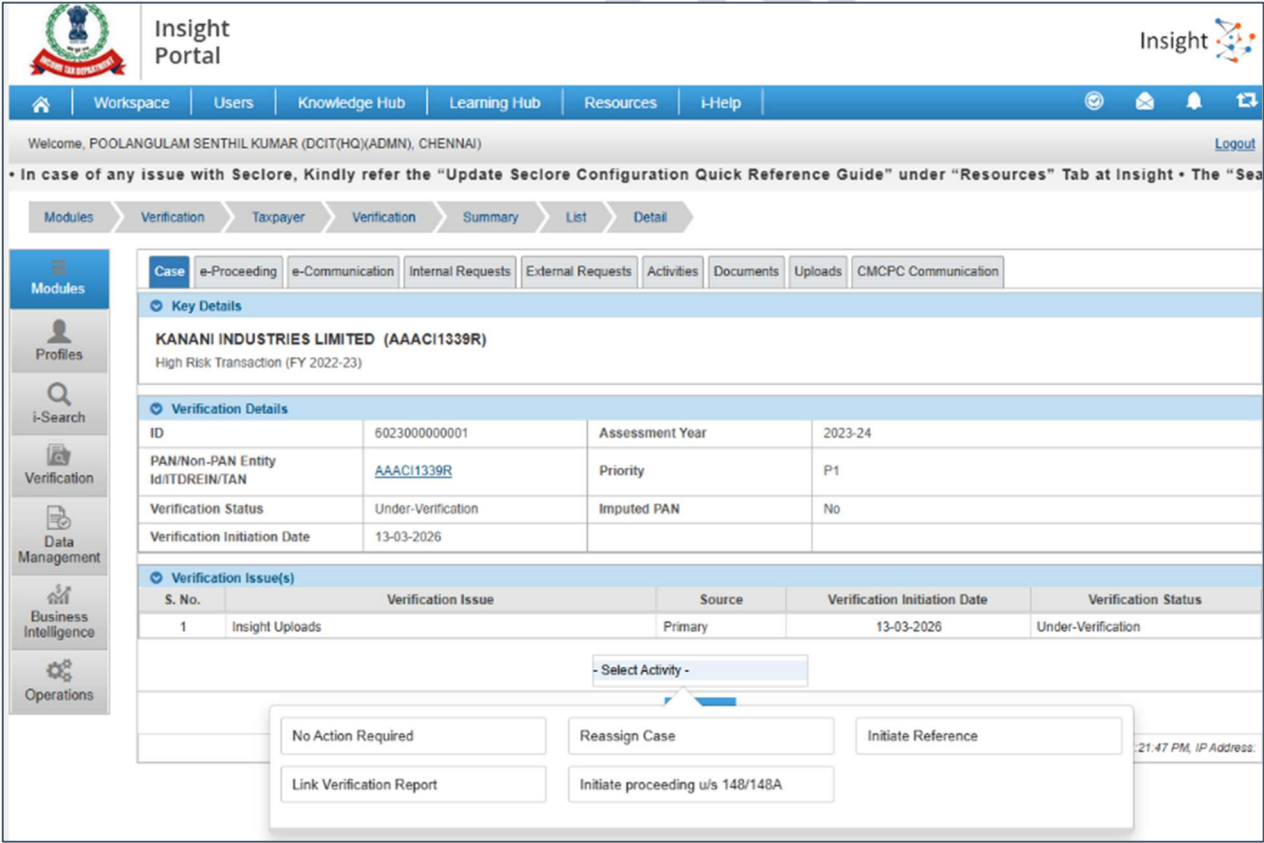 Insight
Portal
INCOME TAX DEPARTMENT
Insight
Workspace Users Knowledge Hub Learning Hub Resources i-Help
Welcome, POOLANGULAM SENTHIL KUMAR (DCIT(HQ)(ADMN), CHENNAI) Logout
• In case of any issue with Seclore, Kindly refer the “Update Seclore Configuration Quick Reference Guide” under “Resources” Tab at Insight • The “Sea
Modules Verification Taxpayer Verification Summary List Detail
Modules
Profiles
i-Search
Verification
Data
Management
Business
Intelligence
Operations
Case e-Proceeding e-Communication Internal Requests External Requests Activities Documents Uploads CMCPC Communication
Key Details
KANANI INDUSTRIES LIMITED (AAACI1339R)
High Risk Transaction (FY 2022-23)
Verification Details
ID 6023000000001 Assessment Year 2023-24
PAN/Non-PAN Entity
Id/ITDREIN/TAN AAACI1339R Priority P1
Verification Status Under-Verification Imputed PAN No
Verification Initiation Date 13-03-2026
Verification Issue(s)
S. No. Verification Issue Source Verification Initiation Date Verification Status
1 Insight Uploads Primary 13-03-2026 Under-Verification
- Select Activity -
No Action Required Reassign Case Initiate Reference
:21:47 PM, IP Address:
Link Verification Report Initiate proceeding u/s 148/148A